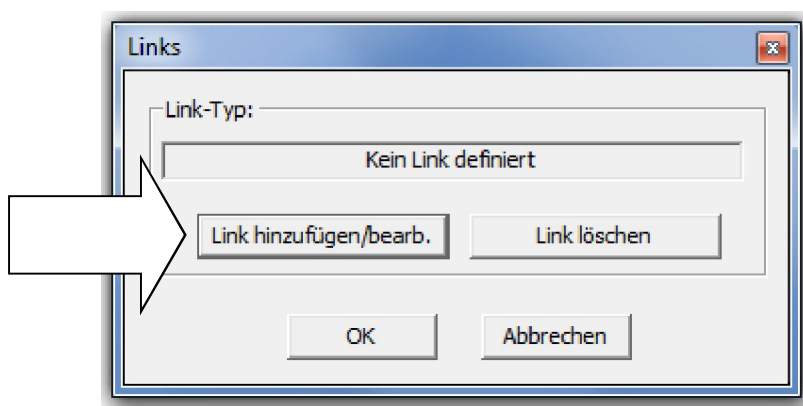 Links
Link-Typ:
Kein Link definiert
Link hinzufügen/bearb.
Link löschen
OK
Abbrechen